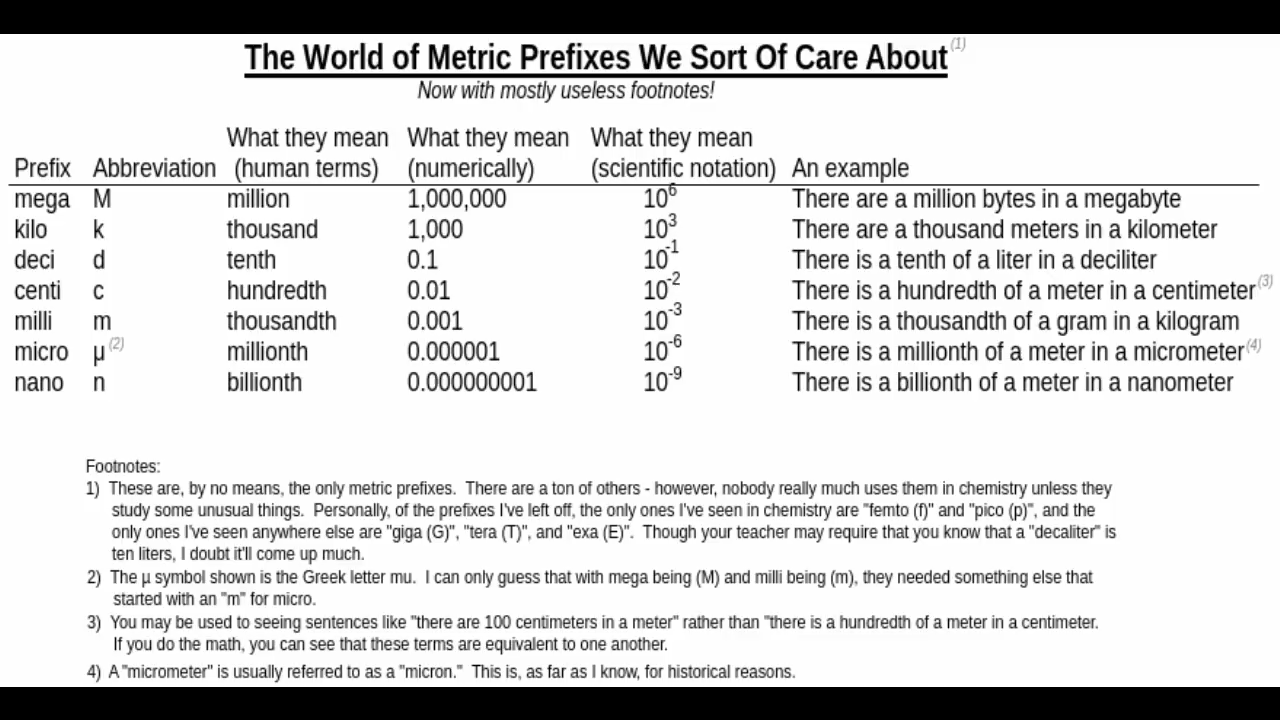 The World of Metric Prefixes We Sort Of Care About (1)
Now with mostly useless footnotes!
What they mean What they mean What they mean
Prefix Abbreviation (human terms) (numerically) (scientific notation) An example
mega M million 1,000,000 10^6 There are a million bytes in a megabyte
kilo k thousand 1,000 10^3 There are a thousand meters in a kilometer
deci d tenth 0.1 10^-1 There is a tenth of a liter in a deciliter
centi c hundredth 0.01 10^-2 There is a hundredth of a meter in a centimeter (3)
milli m thousandth 0.001 10^-3 There is a thousandth of a gram in a kilogram
micro µ (2) millionth 0.000001 10^-6 There is a millionth of a meter in a micrometer (4)
nano n billionth 0.000000001 10^-9 There is a billionth of a meter in a nanometer
Footnotes:
1) These are, by no means, the only metric prefixes. There are a ton of others - however, nobody really much uses them in chemistry unless they
study some unusual things. Personally, of the prefixes I've left off, the only ones I've seen in chemistry are "femto (f)" and "pico (p)", and the
only ones I've seen anywhere else are "giga (G)", "tera (T)", and "exa (E)". Though your teacher may require that you know that a "decaliter" is
ten liters, I doubt it'll come up much.
2) The µ symbol shown is the Greek letter mu. I can only guess that with mega being (M) and milli being (m), they needed something else that
started with an "m" for micro.
3) You may be used to seeing sentences like "there are 100 centimeters in a meter" rather than "there is a hundredth of a meter in a centimeter.
If you do the math, you can see that these terms are equivalent to one another.
4) A "micrometer" is usually referred to as a "micron." This is, as far as I know, for historical reasons.